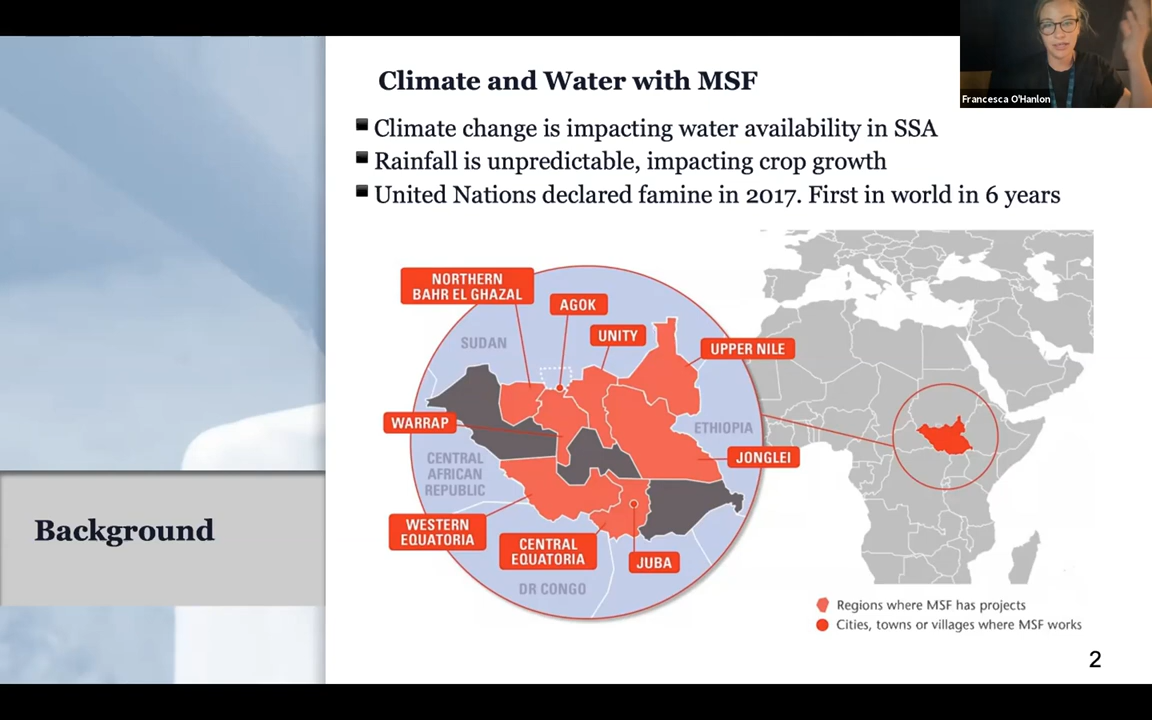 Climate and Water with MSF
Francesca O'Hanlon
Climate change is impacting water availability in SSA
Rainfall is unpredictable, impacting crop growth
United Nations declared famine in 2017. First in world in 6 years
NORTHERN
BAHR EL GHAZAL
AGOK
UNITY
SUDAN
UPPER NILE
WARRAP
ETHIOPIA
CENTRAL
AFRICAN
REPUBLIC
JONGLEI
WESTERN
EQUATORIA
CENTRAL
EQUATORIA
JUBA
DR CONGO
Background
Regions where MSF has projects
Cities, towns or villages where MSF works
2